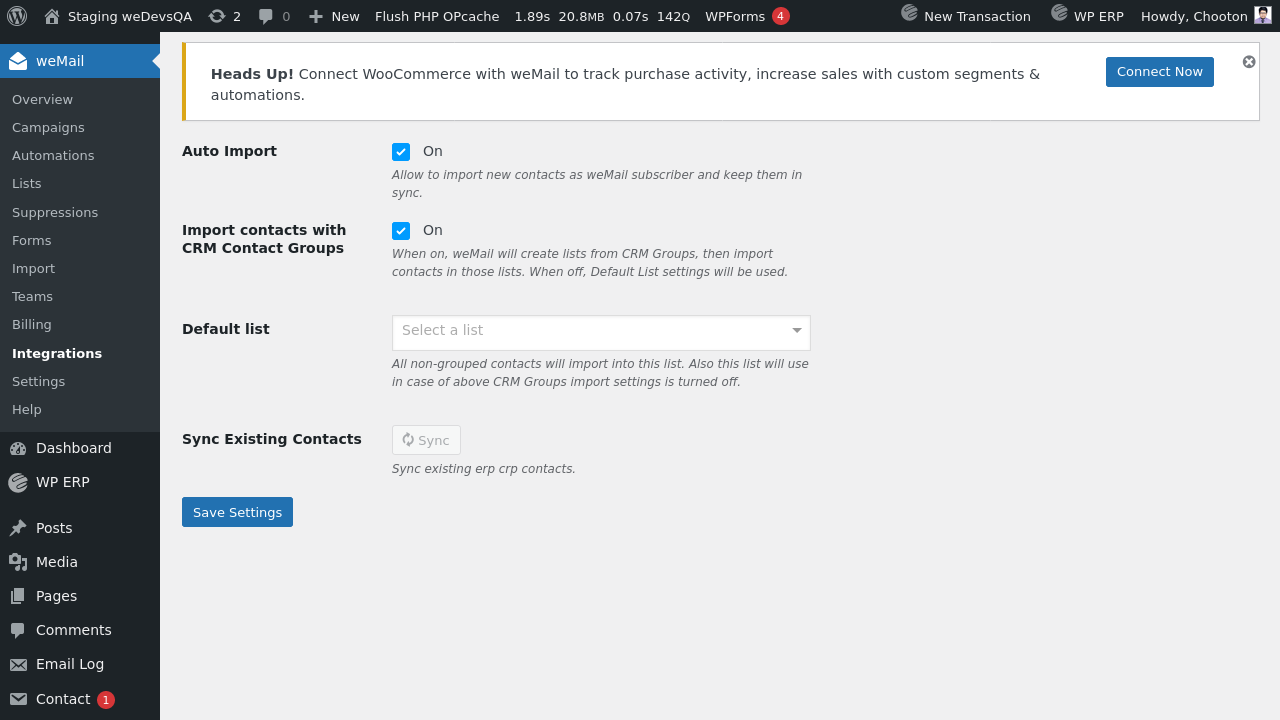 Staging weDevsQA 2 0 New Flush PHP OPcache 1.89s 20.8MB 0.07s 142Q WPForms 4 New Transaction WP ERP Howdy, Chooton
weMail
Overview
Campaigns
Automations
Lists
Suppressions
Forms
Import
Teams
Billing
Integrations
Settings
Help
Dashboard
WP ERP
Posts
Media
Pages
Comments
Email Log
Contact 1
Heads Up! Connect WooCommerce with weMail to track purchase activity, increase sales with custom segments &
automations.
Connect Now
Auto Import
On
Allow to import new contacts as weMail subscriber and keep them in
sync.
Import contacts with
CRM Contact Groups
On
When on, weMail will create lists from CRM Groups, then import
contacts in those lists. When off, Default List settings will be used.
Default list
Select a list
All non-grouped contacts will import into this list. Also this list will use
in case of above CRM Groups import settings is turned off.
Sync Existing Contacts
Sync
Sync existing erp crp contacts.
Save Settings